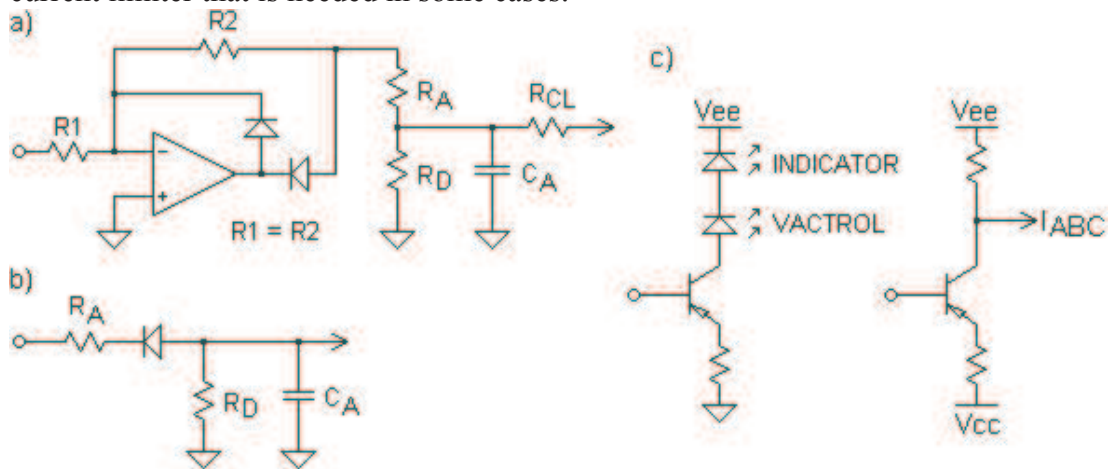 current limiter that is needed in some cases.
a)
R2
R1
RA
RCL
RD
CA
R1 = R2
b)
RA
RD
CA
c)
Vee
INDICATOR
VACTROL
Vee
IABC
Vcc